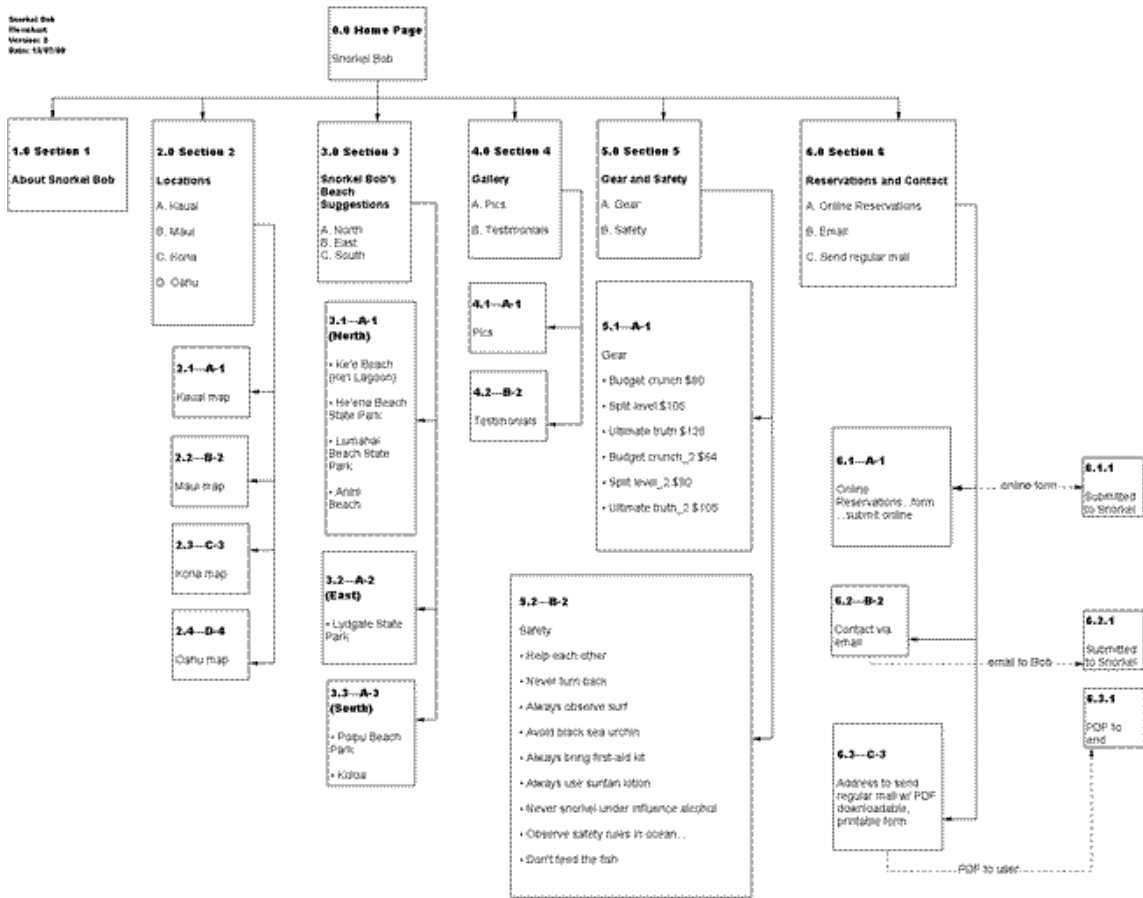 Snorkel Bob
Flowchart
Version: 3
0.0 Home Page
Snorkel Bob
1.0 Section 1
About Snorkel Bob
2.0 Section 2
Locations
A. Kauai
B. Maui
C. Kona
D. Oahu
2.1---A-1
Kauai map
2.2---B-2
Maui map
2.3---C-3
Kona map
2.4---D-4
Oahu map
3.0 Section 3
Snorkel Bob's
Beach
Suggestions
A. North
B. East
C. South
3.1---A-1
(North)
• Ke'e Beach
(Ke'i Lagoon)
• Ha'ena Beach
State Park
• Lumahai
Beach State
Park
• Anini
Beach
3.2---A-2
(East)
• Lydgate State
Park
3.3---A-3
(South)
• Poipu Beach
Park
• Koloa
4.0 Section 4
Gallery
A. Pics
B. Testimonials
4.1---A-1
Pics
4.2---B-2
Testimonials
5.0 Section 5
Gear and Safety
A. Gear
B. Safety
5.1---A-1
Gear
• Budget crunch
• Split level $105
• Ultimate truth
• Budget crunch_2 $64
• Split level_2
• Ultimate truth_2 $105
5.2---B-2
Safety
• Help each other
• Never turn back
• Always observe surf
• Avoid black sea urchin
• Always bring first-aid kit
• Always use suntan lotion
• Never snorkel under influence alcohol
• Observe safety rules in ocean...
• Don't feed the fish
6.0 Section 6
Reservations and Contact
A. Online Reservations
B. Email
C. Send regular mail
6.1---A-1
Online
Reservations...form
...submit online
online form
6.1.1
Submitted
to Snorkel
6.2---B-2
Contact via
email
email to Bob
6.2.1
Submitted
to Snorkel
6.3---C-3
Address to send
regular mail w/ PDF
downloadable,
printable form
PDF to user
6.3.1
PDF to
end